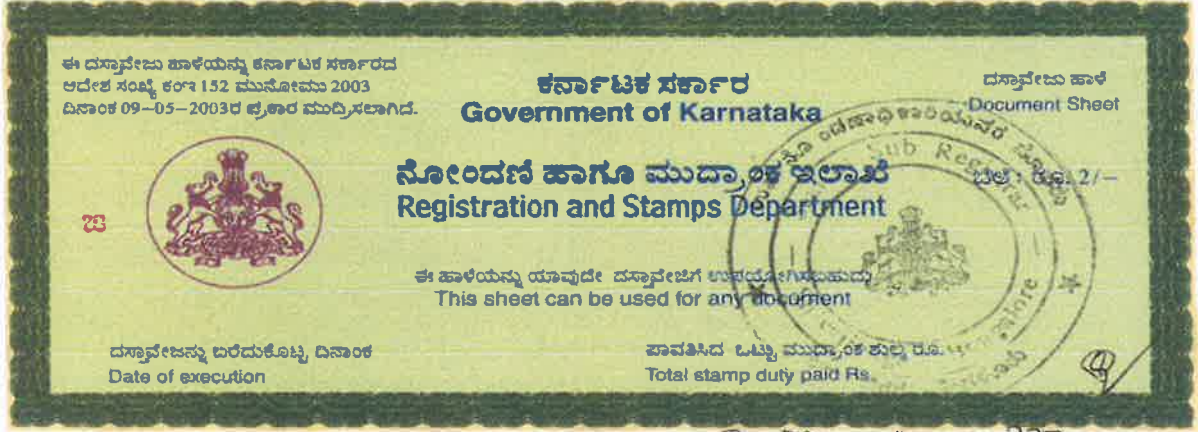 ಈ ದಸ್ತಾವೇಜು ಹಾಳೆಯನ್ನು ಕರ್ನಾಟಕ ಸರ್ಕಾರದ
ಆದೇಶ ಸಂಖ್ಯೆ ಕಂಇ 152 ಮುನೋಮು 2003
ದಿನಾಂಕ 09-05-2003ರ ಪ್ರಕಾರ ಮುದ್ರಿಸಲಾಗಿದೆ.
ಕರ್ನಾಟಕ ಸರ್ಕಾರ
Government of Karnataka
ದಸ್ತಾವೇಜು ಹಾಳೆ
Document Sheet
ನೋಂದಣಿ ಹಾಗೂ ಮುದ್ರಾಂಕ ಇಲಾಖೆ
Registration and Stamps Department
ಬೆಲೆ : ರೂ. 2/-
Sub Registrar
ಈ ಹಾಳೆಯನ್ನು ಯಾವುದೇ ದಸ್ತಾವೇಜಿಗೆ ಉಪಯೋಗಿಸಬಹುದು
This sheet can be used for any document
ದಸ್ತಾವೇಜನ್ನು ಬರೆದುಕೊಟ್ಟ ದಿನಾಂಕ
Date of execution
ಪಾವತಿಸಿದ ಒಟ್ಟು ಮುದ್ರಾಂಕ ಶುಲ್ಕ ರೂ.
Total stamp duty paid Rs.